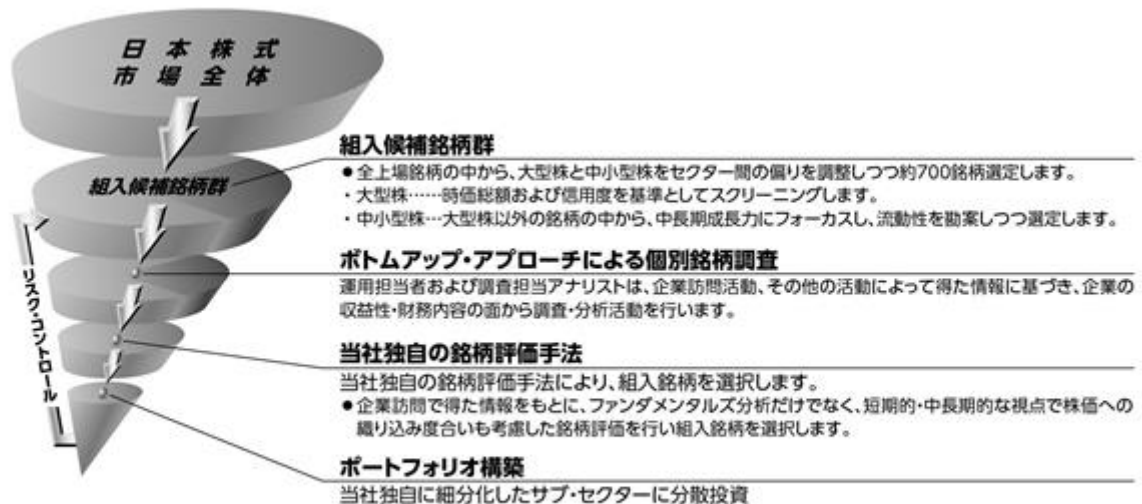 日本株式
市場全体
組入候補銘柄群
リスク・コントロール
組入候補銘柄群
●全上場銘柄の中から、大型株と中小型株をセクター間の偏りを調整しつつ約700銘柄選定します。
・大型株……時価総額および信用度を基準としてスクリーニングします。
・中小型株…大型株以外の銘柄の中から、中長期成長力にフォーカスし、流動性を勘案しつつ選定します。
ボトムアップ・アプローチによる個別銘柄調査
運用担当者および調査担当アナリストは、企業訪問活動、その他の活動によって得た情報に基づき、企業の
収益性・財務内容の面から調査・分析活動を行います。
当社独自の銘柄評価手法
当社独自の銘柄評価手法により、組入銘柄を選択します。
●企業訪問で得た情報をもとに、ファンダメンタルズ分析だけでなく、短期的・中長期的な視点で株価への
織り込み度合いも考慮した銘柄評価を行い組入銘柄を選択します。
ポートフォリオ構築
当社独自に細分化したサブ・セクターに分散投資